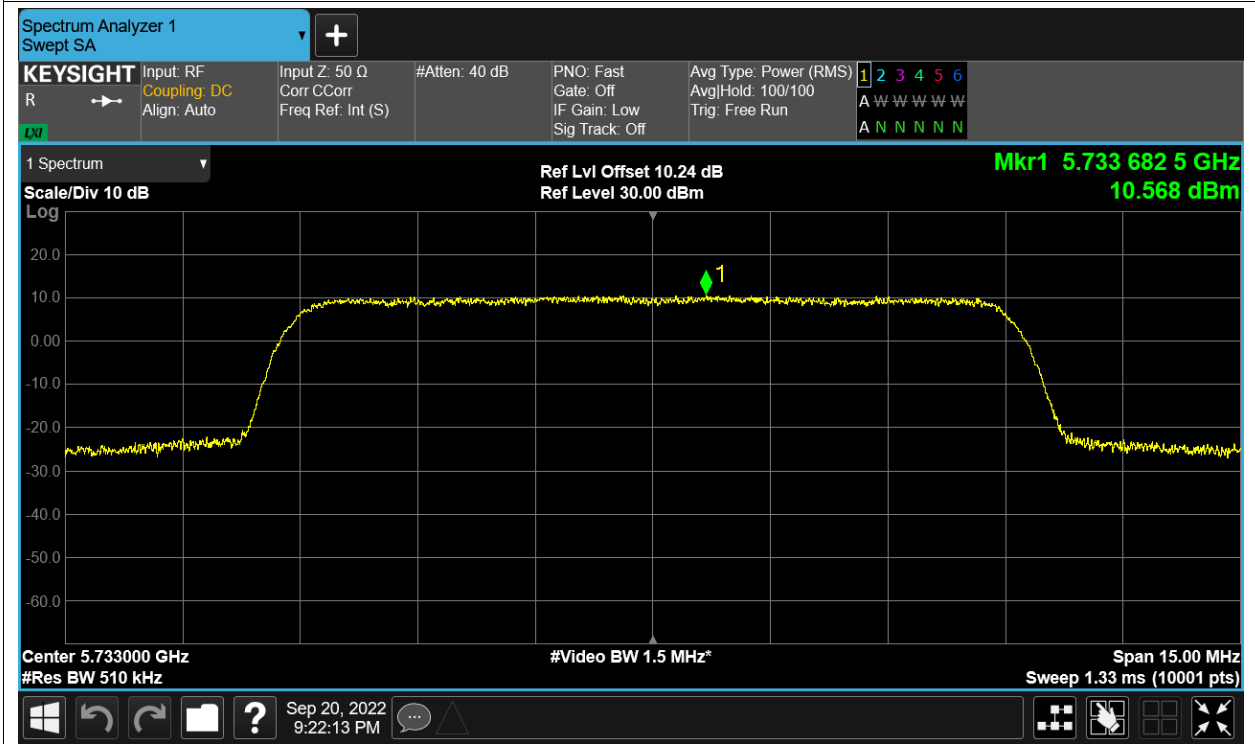 Spectrum Analyzer 1
Swept SA
KEYSIGHT
R
LXI
Input: RF
Coupling: DC
Align: Auto
Input Z: 50 Ω
Corr CCorr
Freq Ref: Int (S)
#Atten: 40 dB
PNO: Fast
Gate: Off
IF Gain: Low
Sig Track: Off
Avg Type: Power (RMS)
Avg|Hold: 100/100
Trig: Free Run
1 2 3 4 5 6
A W W W W W
A N N N N N
1 Spectrum
Scale/Div 10 dB
Log
Ref Lvl Offset 10.24 dB
Ref Level 30.00 dBm
Mkr1 5.733 682 5 GHz
10.568 dBm
20.0
1
10.0
0.00
-10.0
-20.0
-30.0
-40.0
-50.0
-60.0
Center 5.733000 GHz
#Video BW 1.5 MHz*
Span 15.00 MHz
#Res BW 510 kHz
Sweep 1.33 ms (10001 pts)
?
Sep 20, 2022
9:22:13 PM